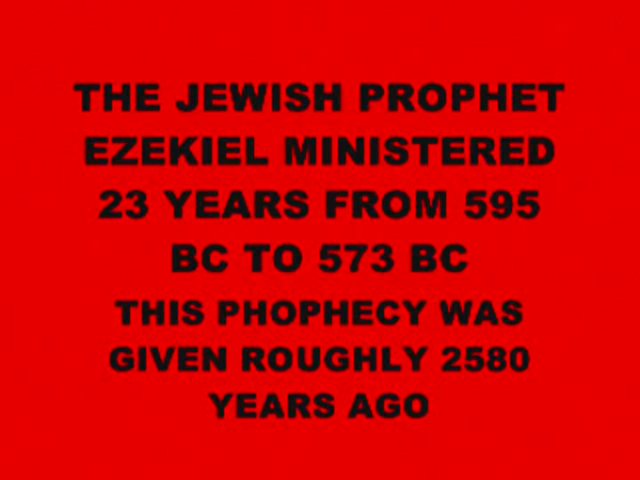 THE JEWISH PROPHET
EZEKIEL MINISTERED
23 YEARS FROM 595
BC TO 573 BC
THIS PHOPHECY WAS
GIVEN ROUGHLY 2580
YEARS AGO